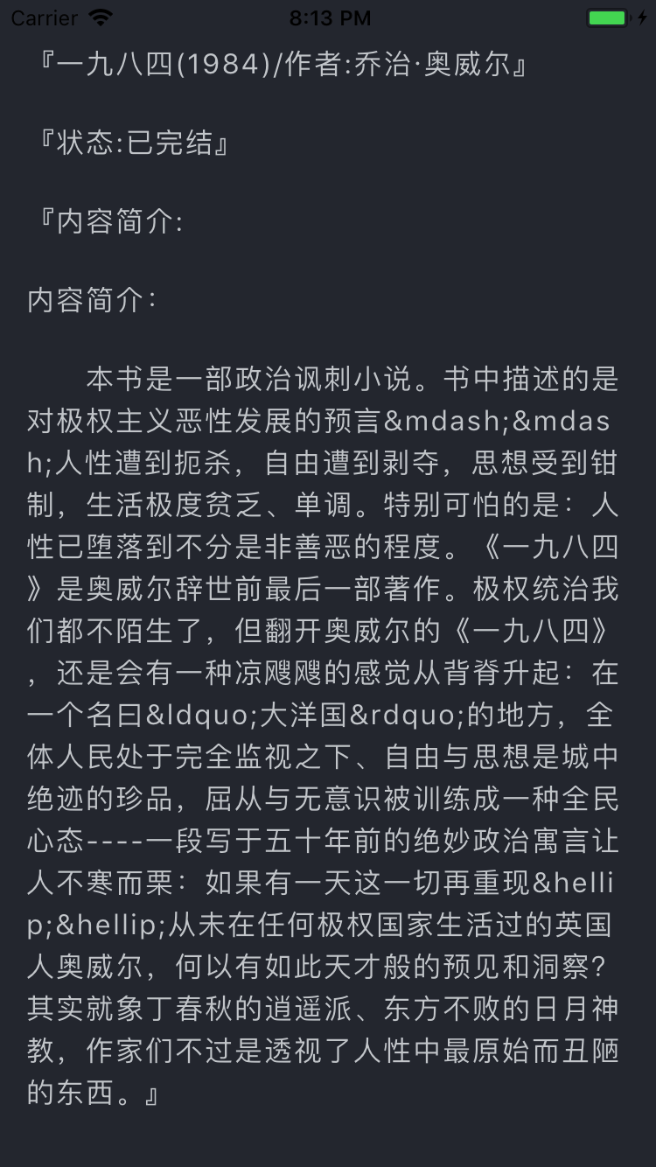 Carrier 8:13 PM
『一九八四(1984)/作者:乔治·奥威尔』
『状态:已完结』
『内容简介:
内容简介：
本书是一部政治讽刺小说。书中描述的是
对极权主义恶性发展的预言&mdash;&mdas
h;人性遭到扼杀，自由遭到剥夺，思想受到钳
制，生活极度贫乏、单调。特别可怕的是：人
性已堕落到不分是非善恶的程度。《一九八四
》是奥威尔辞世前最后一部著作。极权统治我
们都不陌生了，但翻开奥威尔的《一九八四》
，还是会有一种凉飕飕的感觉从背脊升起：在
一个名曰&ldquo;大洋国&rdquo;的地方，全
体人民处于完全监视之下、自由与思想是城中
绝迹的珍品，屈从与无意识被训练成一种全民
心态----一段写于五十年前的绝妙政治寓言让
人不寒而栗：如果有一天这一切再重现&helli
p;&hellip;从未在任何极权国家生活过的英国
人奥威尔，何以有如此天才般的预见和洞察？
其实就象丁春秋的逍遥派、东方不败的日月神
教，作家们不过是透视了人性中最原始而丑陋
的东西。』